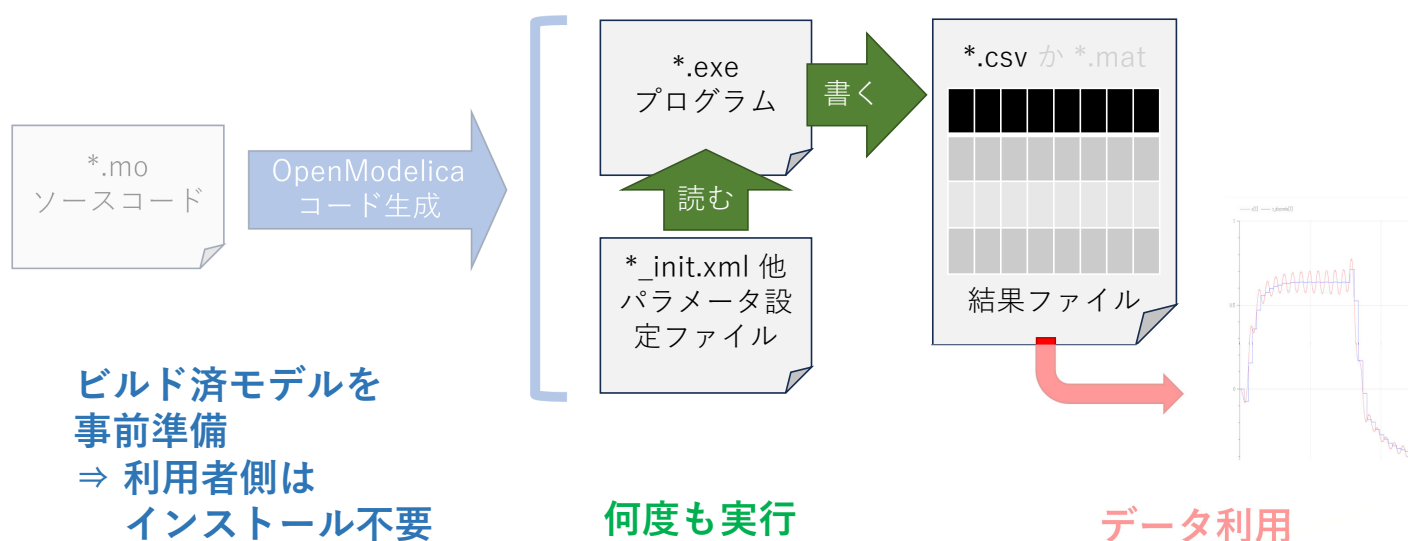 *.mo
ソースコード
OpenModelica
コード生成
*.exe
プログラム
書く
読む
*_init.xml 他
パラメータ設
定ファイル
*.csv か *.mat
結果ファイル
ビルド済モデルを
事前準備
⇒ 利用者側は
インストール不要
何度も実行
データ利用